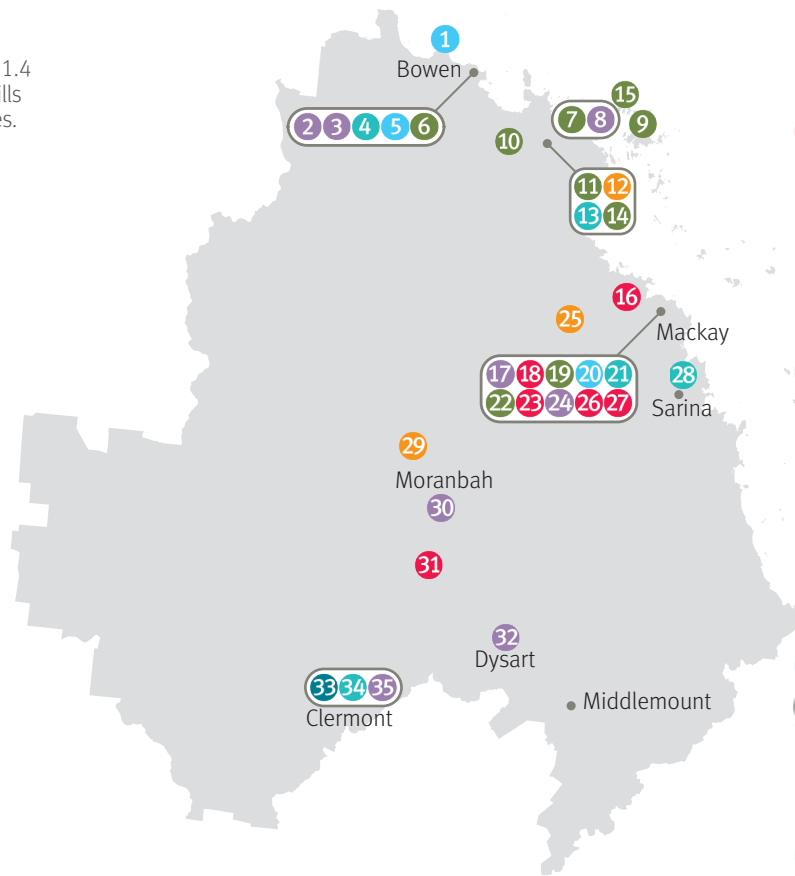 1.4
ills
es.
1
Bowen
15
2 3 4 5 6
7 8
9
10
11 12
13 14
16
25
Mackay
17 18 19 20 21
28
22 23 24 26 27
Sarina
29
Moranbah
30
31
32
Dysart
33 34 35
Clermont
Middlemount